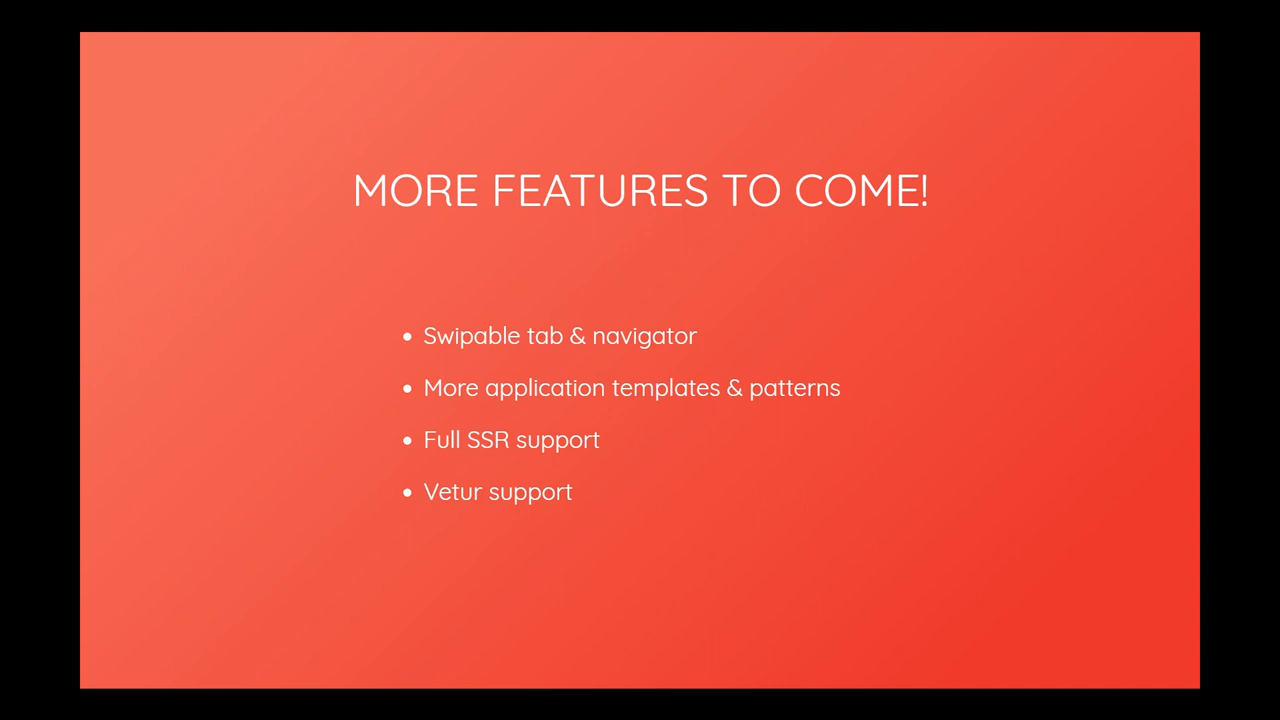 MORE FEATURES TO COME!
• Swipable tab & navigator
• More application templates & patterns
• Full SSR support
• Vetur support